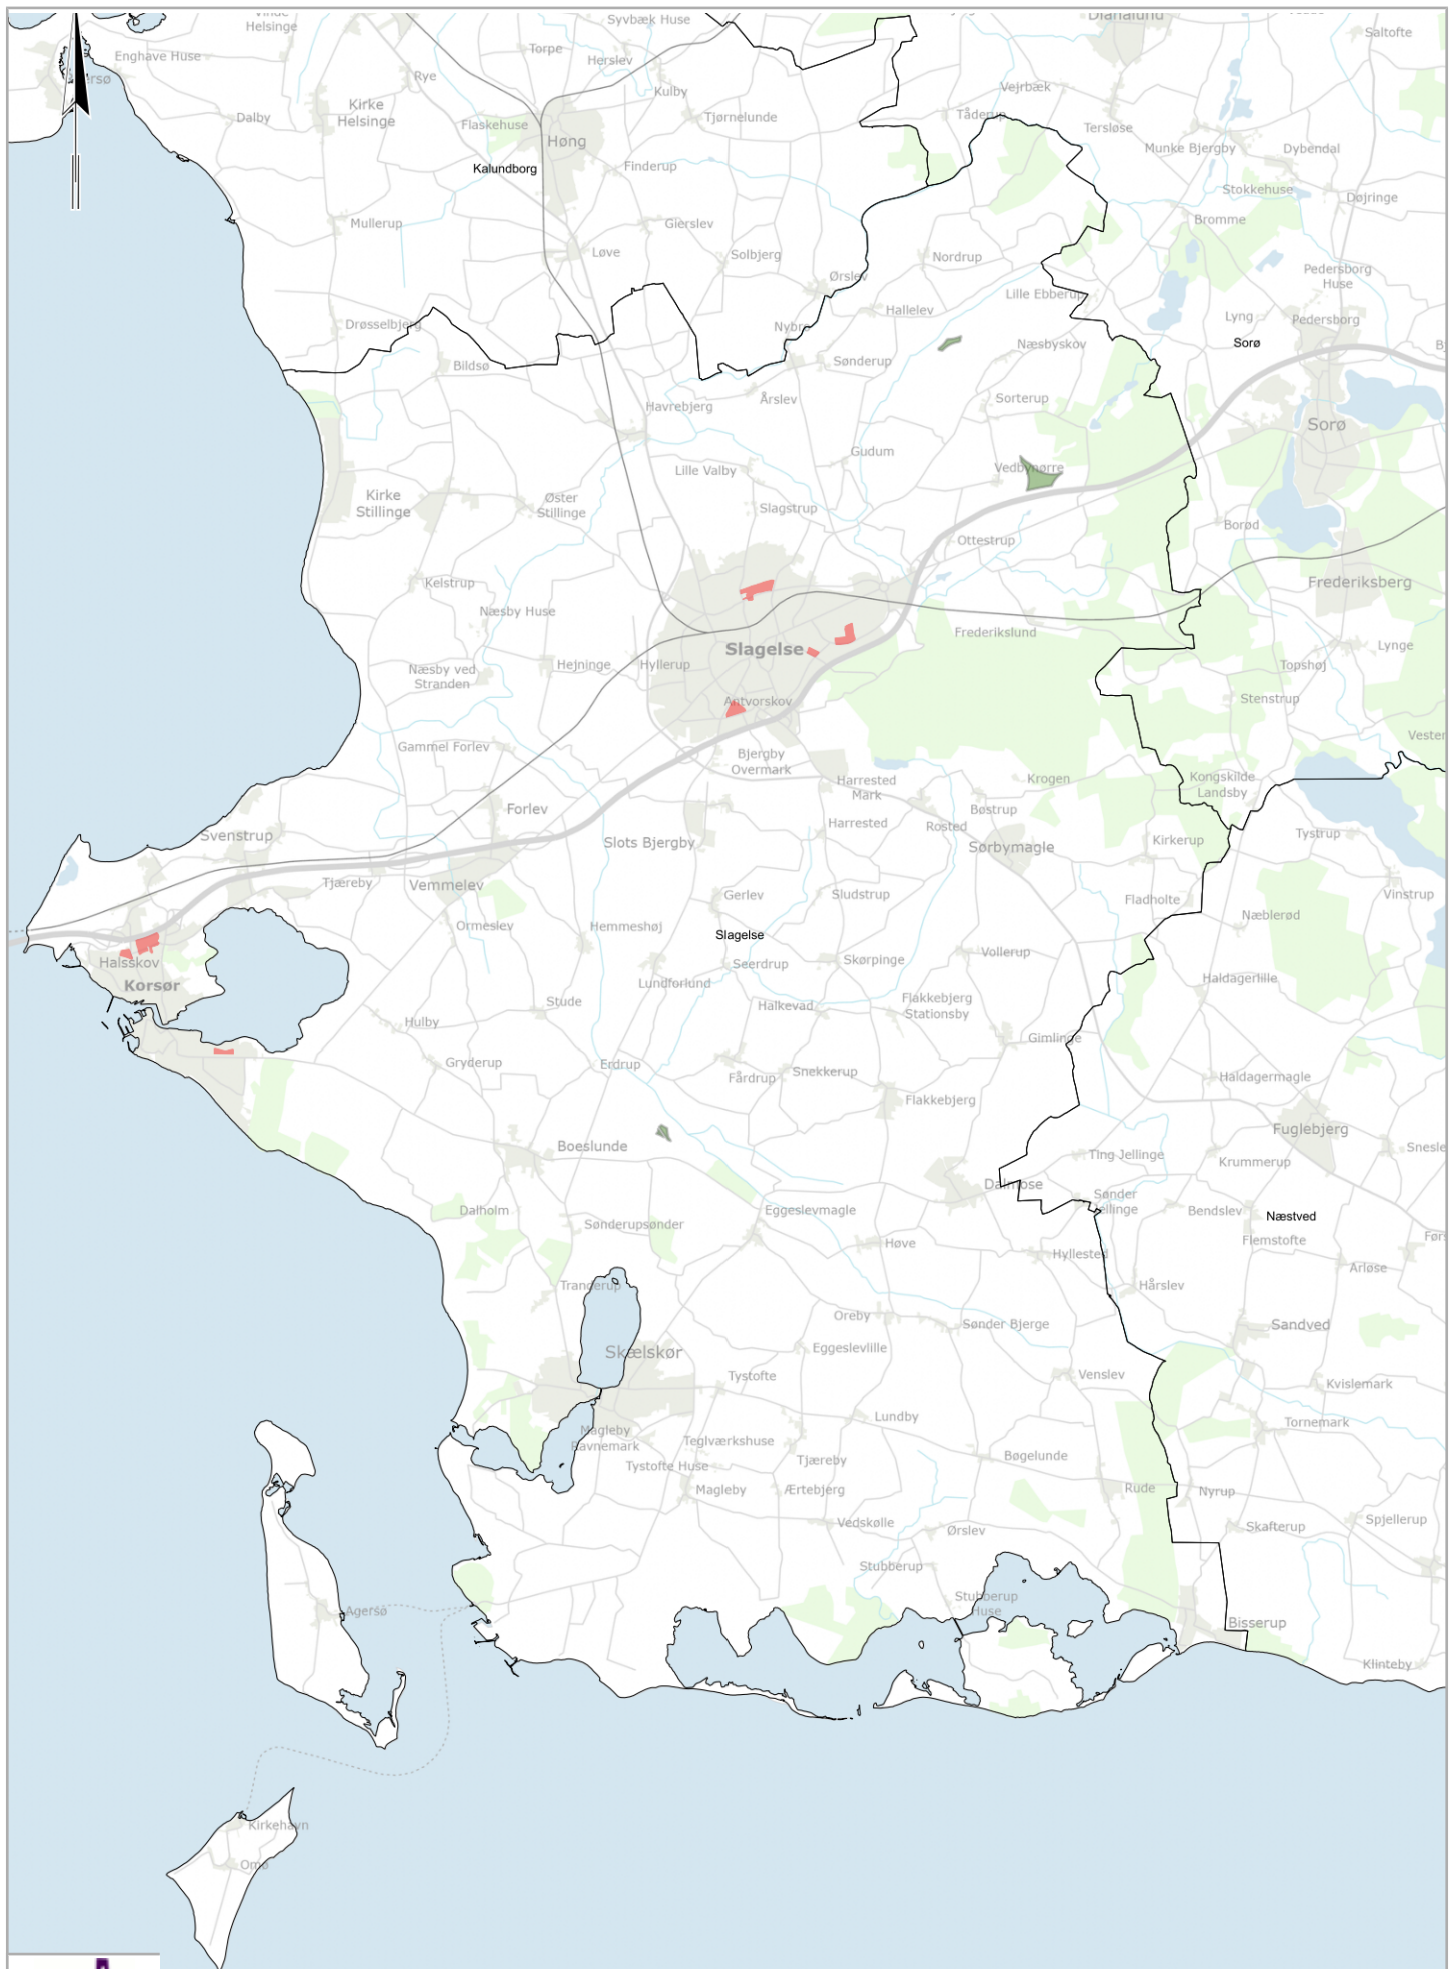 Helsinge
Syvbæk Huse
Dianalund
Saltofte
Enghave Huse
Torpe
Herslev
Rye
Kulby
Vejrbæk
Dalby
Kirke
Helsinge
Flaskehuse
Tjørnelunde
Tåderup
Tersløse
Høng
Munke Bjergby
Dybendal
Kalundborg
Finderup
Stokkehuse
Døjringe
Mullerup
Gierslev
Bromme
Løve
Solbjerg
Nordrup
Pedersborg
Huse
Ørslev
Lille Ebberup
Hallelev
Lyng
Pedersborg
Drøsselbjerg
Nybro
Næsbyskov
Sorø
Bildsø
Sønderup
Årslev
Sorterup
Havrebjerg
Sorø
Gudum
Lille Valby
Vedbynørre
Kirke
Stillinge
Øster
Stillinge
Slagstrup
Borød
Ottestrup
Kelstrup
Frederiksberg
Næsby Huse
Frederikslund
Slagelse
Lynge
Hejninge
Hyllerup
Topshøj
Næsby ved
Stranden
Antvorskov
Stenstrup
Gammel Forlev
Vester
Bjergby
Overmark
Harrested
Mark
Krogen
Kongskilde
Landsby
Forlev
Bøstrup
Svenstrup
Harrested
Rosted
Tystrup
Slots Bjergby
Sørbymagle
Kirkerup
Tjæreby
Vemmelev
Gerlev
Sludstrup
Fladholte
Vinstrup
Ormeslev
Hemmeshøj
Næblerød
Slagelse
Halsskov
Seerdrup
Skørpinge
Vollerup
Korsør
Lundforlund
Haldagerlille
Stude
Halkevad
Flakkebjerg
Stationsby
Hulby
Gimlinge
Gryderup
Erdrup
Fårdrup
Snekkerup
Haldagermagle
Flakkebjerg
Fuglebjerg
Boeslunde
Ting Jellinge
Krummerup
Snesle
Dalmose
Sønder
Jellinge
Dalholm
Eggeslevmagle
Bendslev
Næstved
Sønderupsønder
Flemstofte
Høve
Hyllested
Arløse
Tranderup
Hårslev
Oreby
Sønder Bjerge
Sandved
Skælskør
Eggeslevlille
Tystofte
Venslev
Kvislemark
Lundby
Magleby
Ravnemark
Tornemark
Teglværkshuse
Bøgelunde
Tystofte Huse
Tjæreby
Magleby
Ærtebjerg
Rude
Nyrup
Vedskølle
Ørslev
Skafterup
Spjellerup
Stubberup
Stubberup
Huse
Agersø
Bisserup
Klinteby
Kirkehavn
Omø